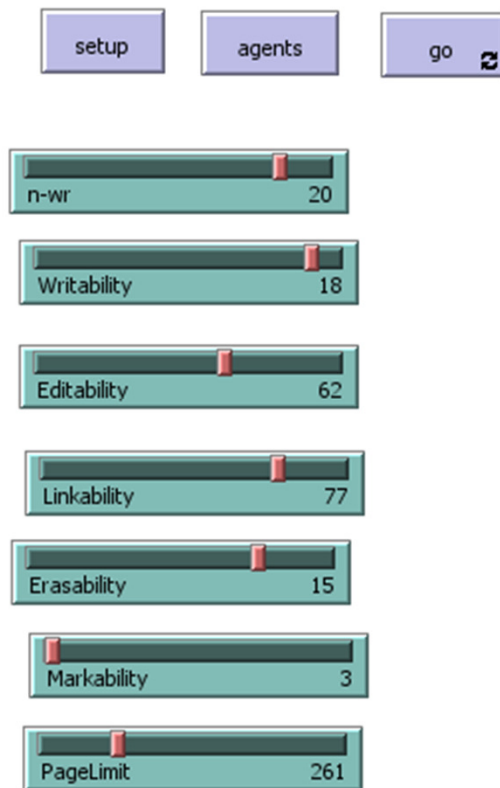 setup agents go
n-wr 20
Writability 18
Editability 62
Linkability 77
Erasability 15
Markability 3
PageLimit 261